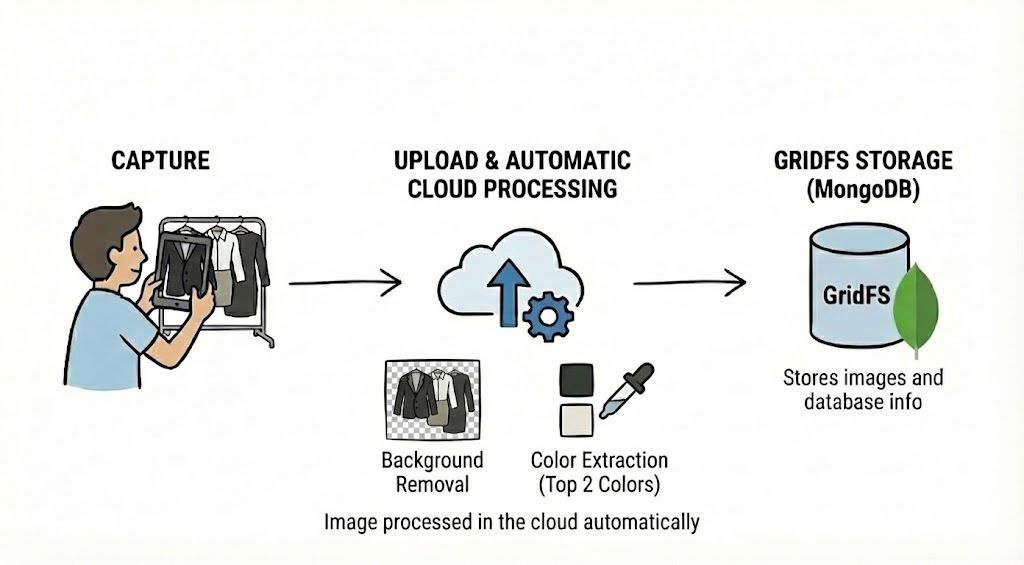 CAPTURE
UPLOAD & AUTOMATIC
CLOUD PROCESSING
GRIDFS STORAGE
(MongoDB)
GridFS
Stores images and
database info
Background
Removal
Color Extraction
(Top 2 Colors)
Image processed in the cloud automatically